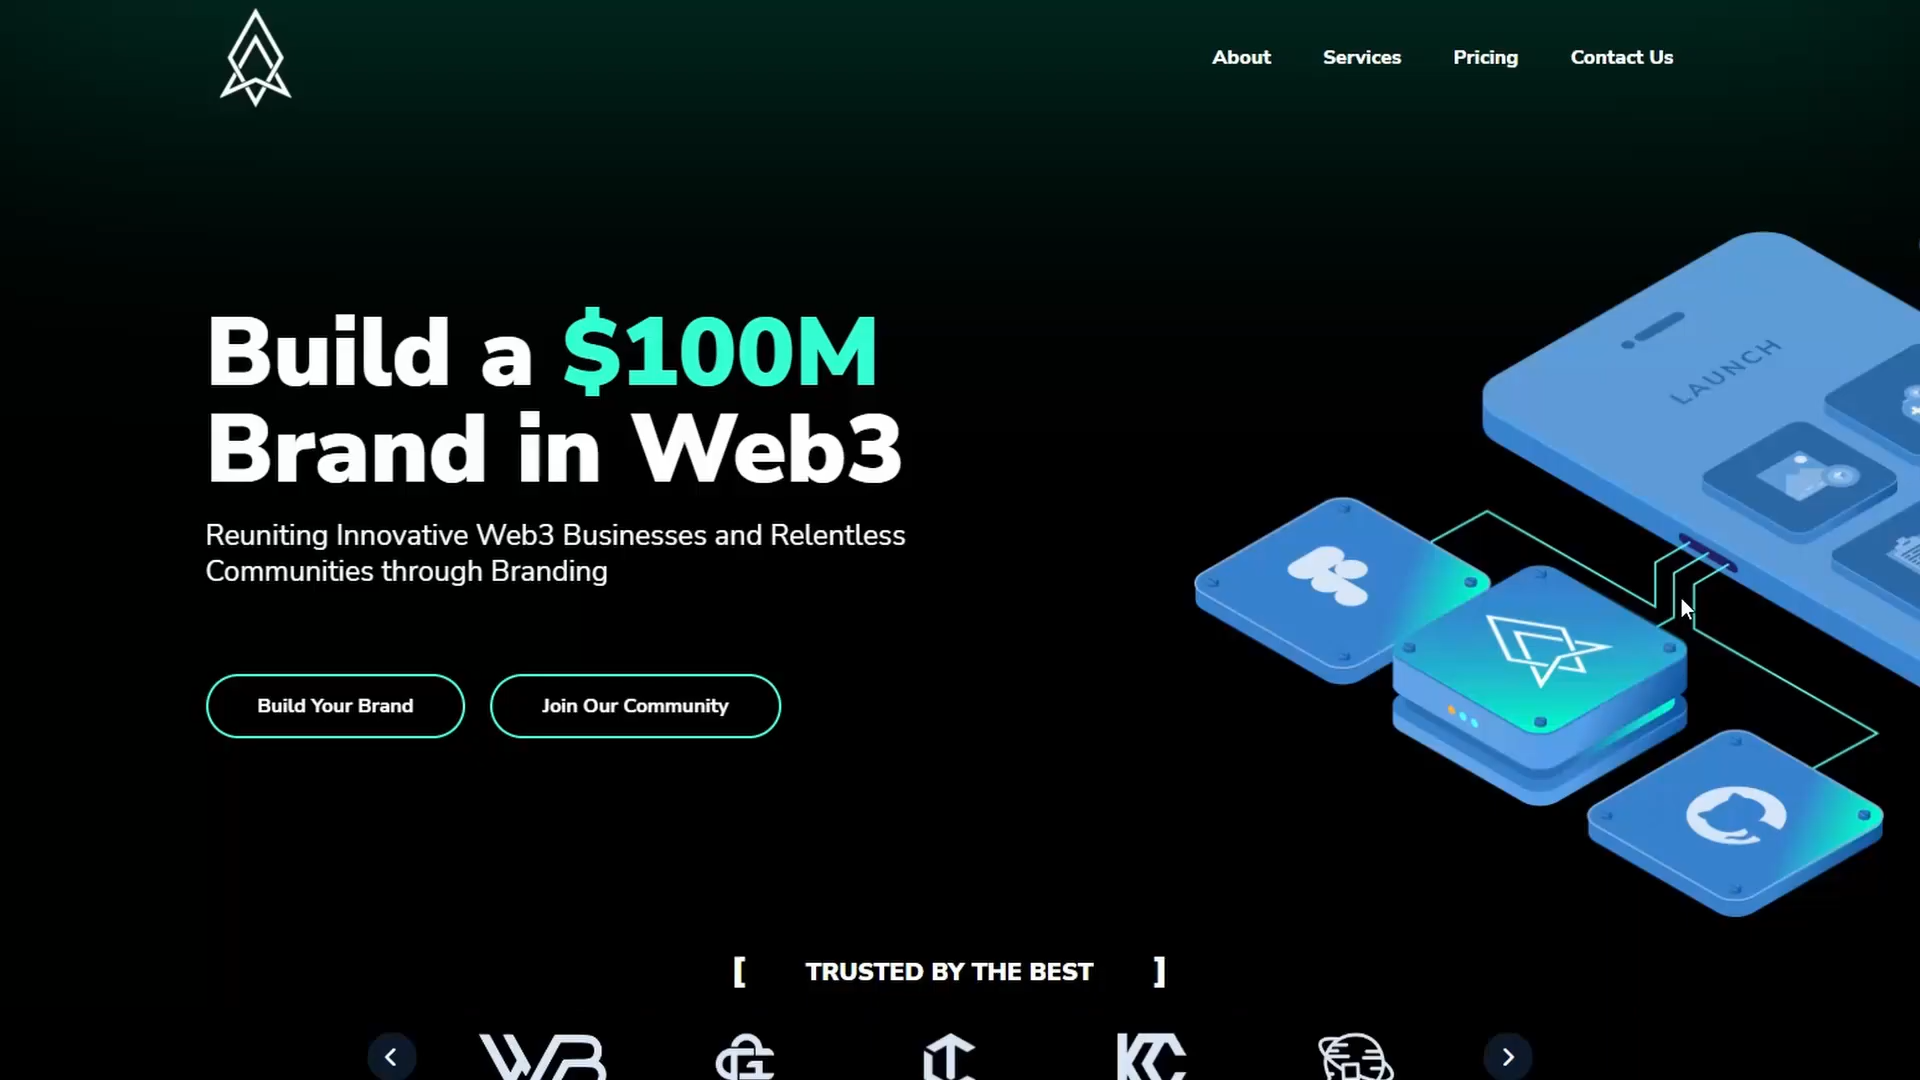 About
Services
Pricing
Contact Us
Build a $100M
Brand in Web3
Reuniting Innovative Web3 Businesses and Relentless
Communities through Branding
Build Your Brand
Join Our Community
LAUNCH
[ TRUSTED BY THE BEST ]